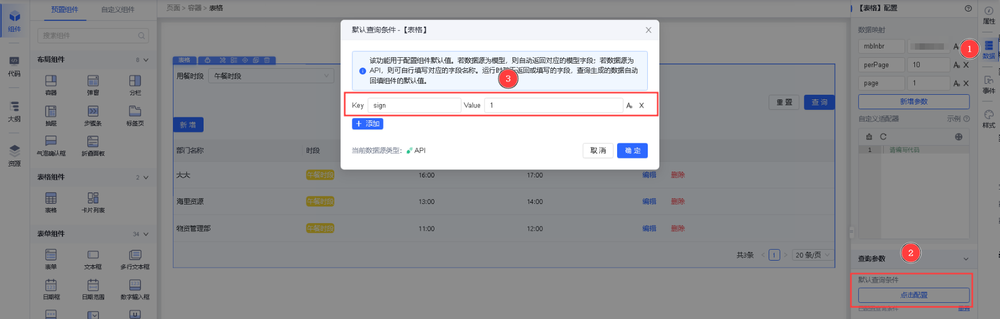 预置组件
自定义组件
页面 > 容器 > 表格
【表格】配置
组件
代码
大纲
资源
搜索组件
布局组件 8
容器
弹窗
分栏
抽屉
步骤条
标签页
气泡确认框
折叠面板
表格组件 2
表格
卡片列表
表单组件 34
表单
文本框
多行文本框
日期框
日期范围
数字输入框
表格
用餐时段
午餐时段
重 置
查 询
新 增
部门名称
时段
大大
午餐时段
16:00
17:00
编辑
删除
海里资源
午餐时段
13:00
14:00
编辑
删除
物资管理部
午餐时段
11:00
12:00
编辑
删除
共3条
1
20 条/页
默认查询条件 -【表格】
该功能用于配置组件默认值。若数据源为模型，则自动返回对应的模型字段；若数据源为
API，则可自行填写对应的字段名称。运行时
返回或填写的字段，查询生成的数据自动
回填组件的默认值。
3
Key
sign
Value
1
添加
当前数据源类型:
API
取 消
确 定
数据映射
mblnbr
perPage
10
page
1
新增参数
自定义适配器
示例
1
请编写代码
查询参数
2
默认查询条件
点击配置
已配置查询条件
重置
属性
1
数据
事件
样式